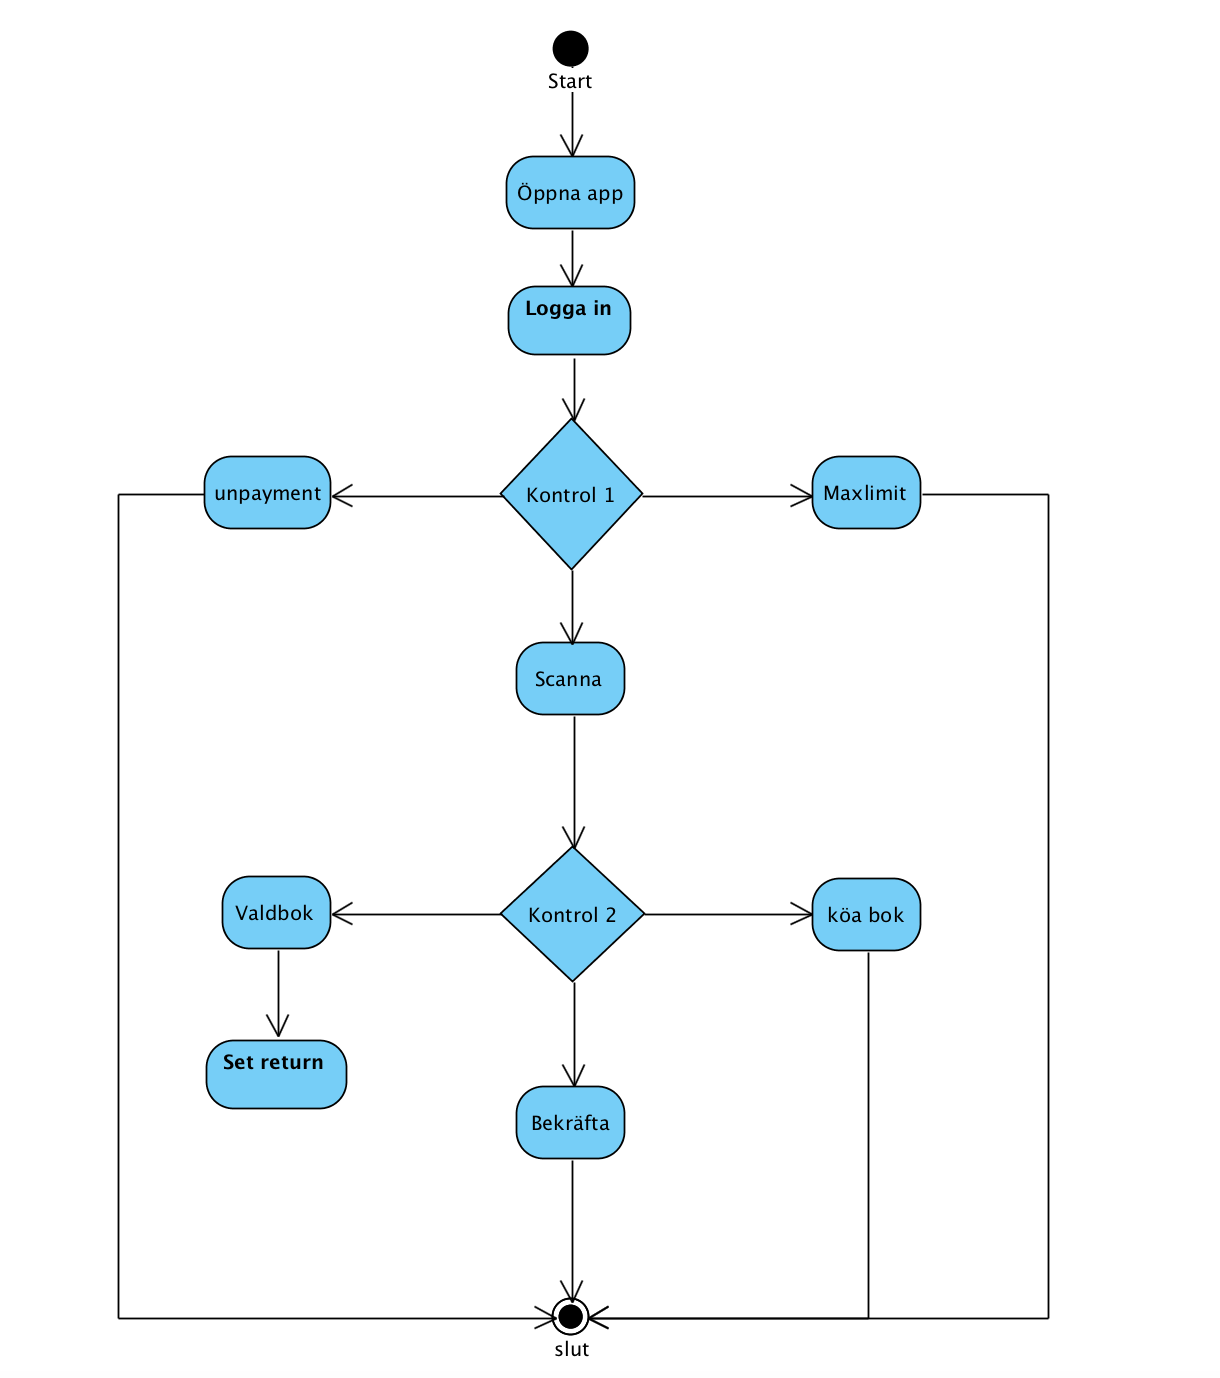 Start
Öppna app
Logga in
unpayment
Kontrol 1
Maxlimit
Scanna
Valdbok
Kontrol 2
köa bok
Set return
Bekräfta
slut